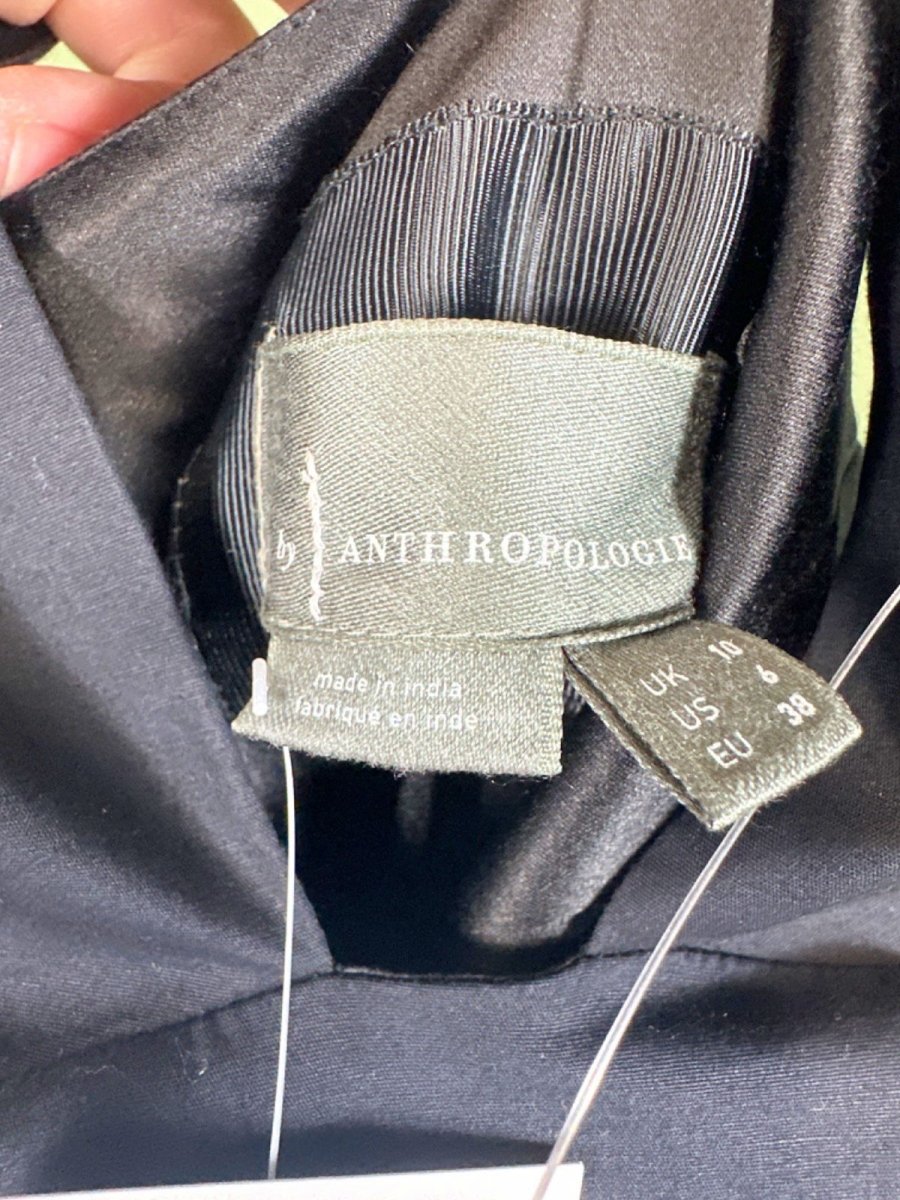 by ANTHROPOLOGIE
made in india
fabriqué en inde
UK 10
US 6
EU 38